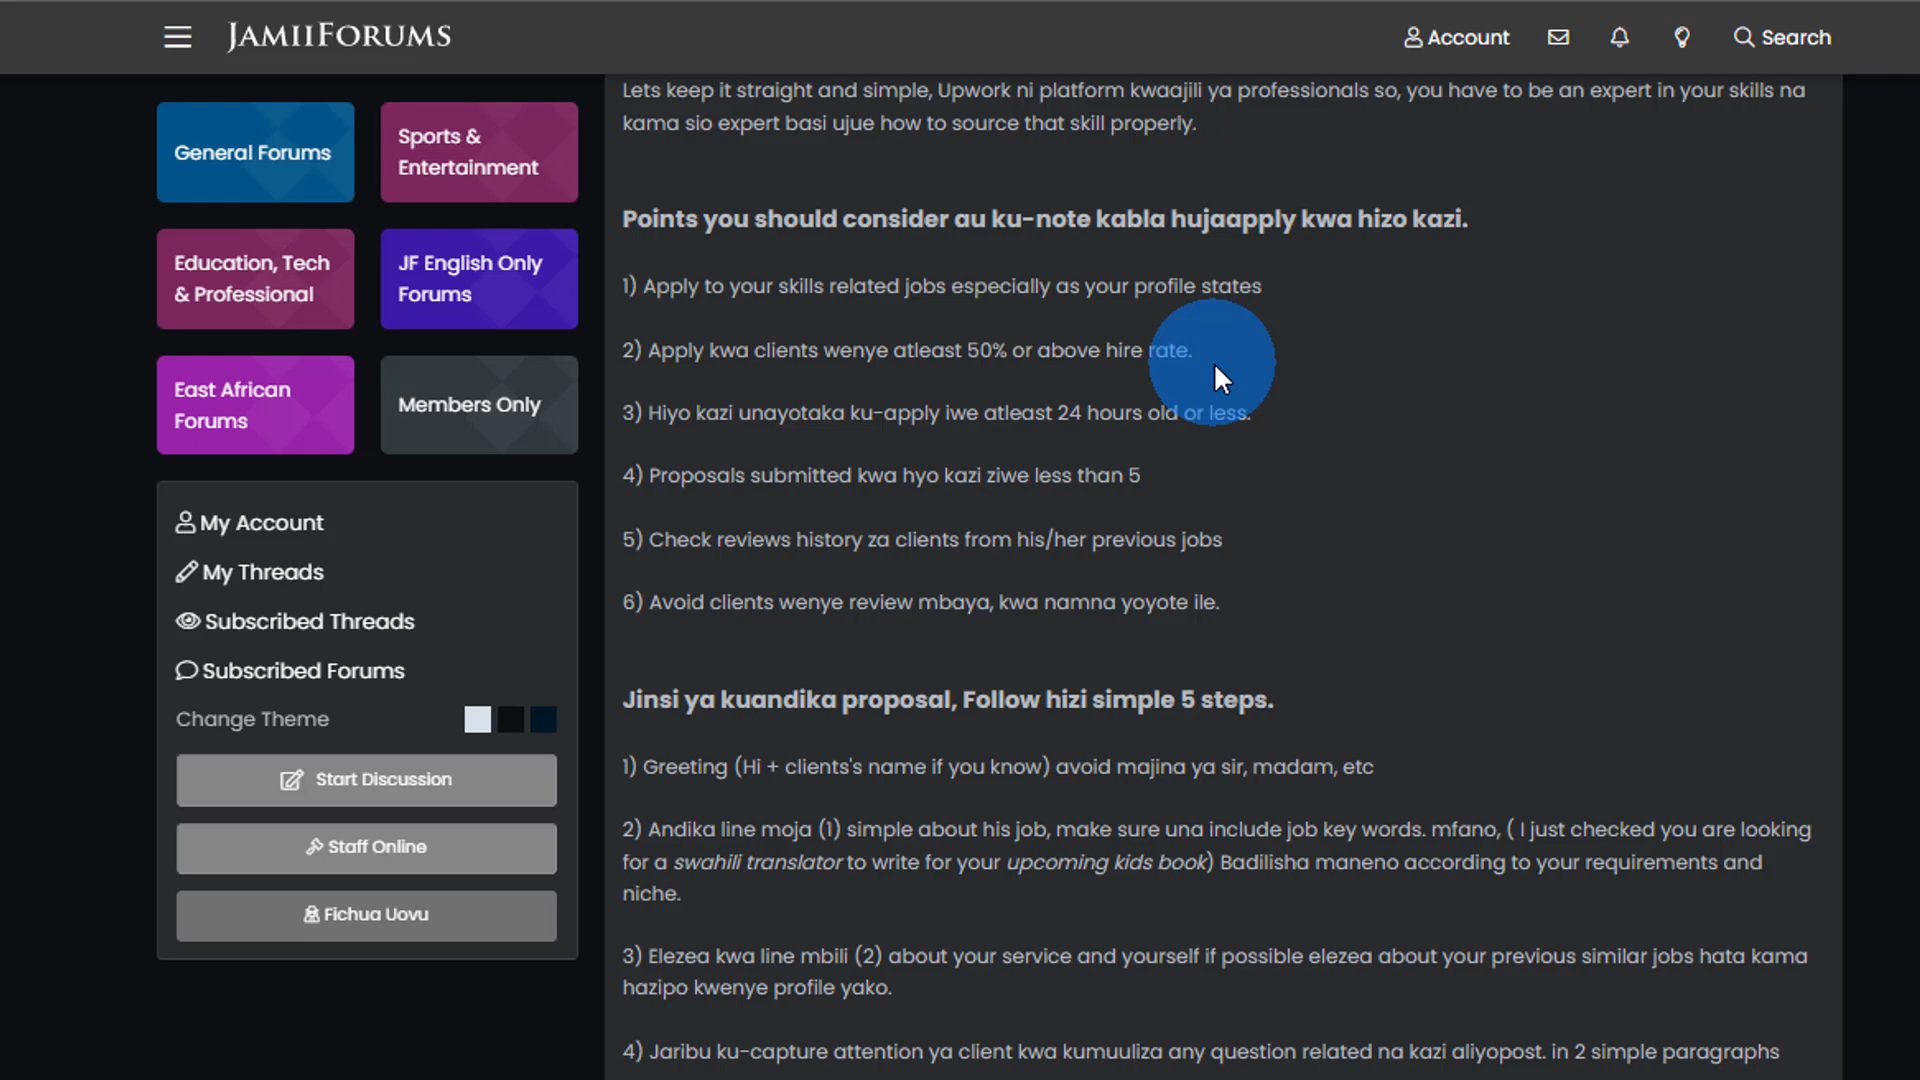 JAMIIFORUMS
Account
Search
General Forums
Sports &
Entertainment
Education, Tech
& Professional
JF English Only
Forums
East African
Forums
Members Only
My Account
My Threads
Subscribed Threads
Subscribed Forums
Change Theme
Start Discussion
Staff Online
Fichua Uovu
Lets keep it straight and simple, Upwork ni platform kwaajili ya professionals so, you have to be an expert in your skills na
kama sio expert basi ujue how to source that skill properly.
Points you should consider au ku-note kabla hujaapply kwa hizo kazi.
1) Apply to your skills related jobs especially as your profile states
2) Apply kwa clients wenye atleast 50% or above hire rate.
3) Hiyo kazi unayotaka ku-apply iwe atleast 24 hours old or less.
4) Proposals submitted kwa hyo kazi ziwe less than 5
5) Check reviews history za clients from his/her previous jobs
6) Avoid clients wenye review mbaya, kwa namna yoyote ile.
Jinsi ya kuandika proposal, Follow hizi simple 5 steps.
1) Greeting (Hi + clients's name if you know) avoid majina ya sir, madam, etc
2) Andika line moja (1) simple about his job, make sure una include job key words. mfano, ( I just checked you are looking
for a swahili translator to write for your upcoming kids book) Badilisha maneno according to your requirements and
niche.
3) Elezea kwa line mbili (2) about your service and yourself if possible elezea about your previous similar jobs hata kama
hazipo kwenye profile yako.
4) Jaribu ku-capture attention ya client kwa kumuuliza any question related na kazi aliyopost. in 2 simple paragraphs